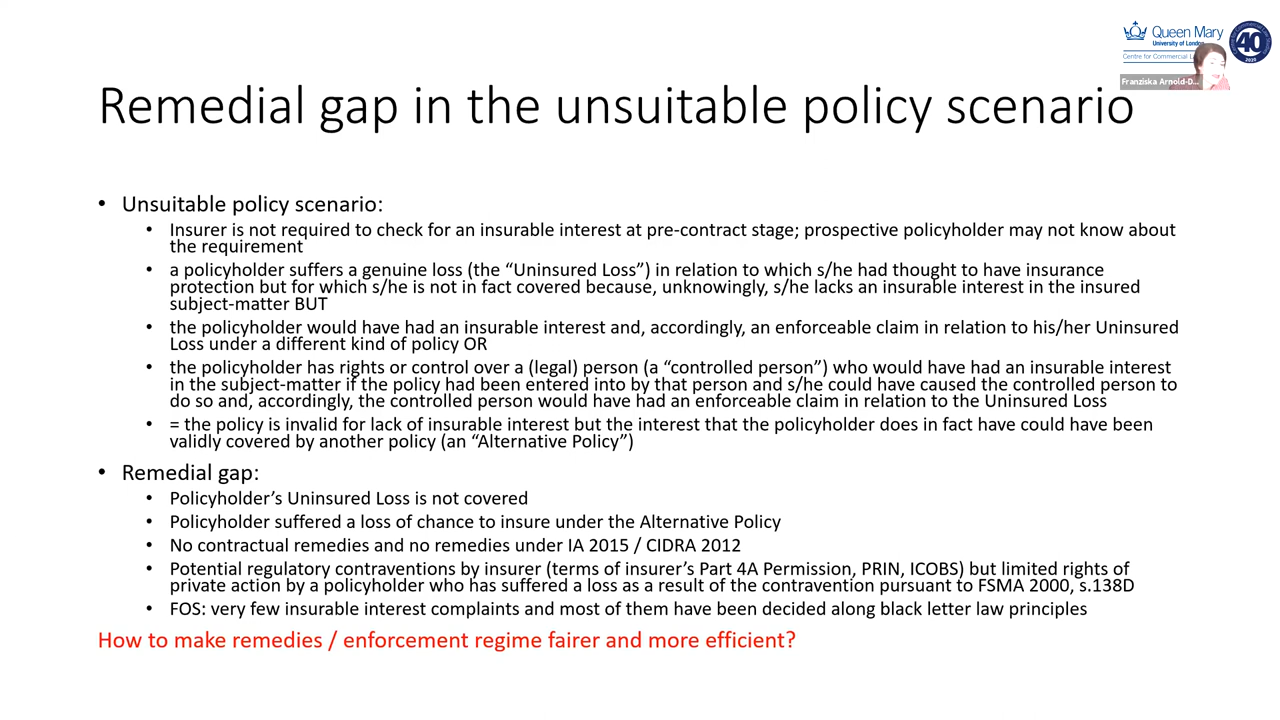 Queen Mary
University of London
Centre for Commercial
40
2020
Franziska Arnold-D...
Remedial gap in the unsuitable policy scenario
• Unsuitable policy scenario:
• Insurer is not required to check for an insurable interest at pre-contract stage; prospective policyholder may not know about
the requirement
• a policyholder suffers a genuine loss (the “Uninsured Loss”) in relation to which s/he had thought to have insurance
protection but for which s/he is not in fact covered because, unknowingly, s/he lacks an insurable interest in the insured
subject-matter BUT
• the policyholder would have had an insurable interest and, accordingly, an enforceable claim in relation to his/her Uninsured
Loss under a different kind of policy OR
• the policyholder has rights or control over a (legal) person (a “controlled person”) who would have had an insurable interest
in the subject-matter if the policy had been entered into by that person and s/he could have caused the controlled person to
do so and, accordingly, the controlled person would have had an enforceable claim in relation to the Uninsured Loss
• = the policy is invalid for lack of insurable interest but the interest that the policyholder does in fact have could have been
validly covered by another policy (an “Alternative Policy”)
• Remedial gap:
• Policyholder’s Uninsured Loss is not covered
• Policyholder suffered a loss of chance to insure under the Alternative Policy
• No contractual remedies and no remedies under IA 2015 / CIDRA 2012
• Potential regulatory contraventions by insurer (terms of insurer’s Part 4A Permission, PRIN, ICOBS) but limited rights of
private action by a policyholder who has suffered a loss as a result of the contravention pursuant to FSMA 2000, s.138D
• FOS: very few insurable interest complaints and most of them have been decided along black letter law principles
How to make remedies / enforcement regime fairer and more efficient?